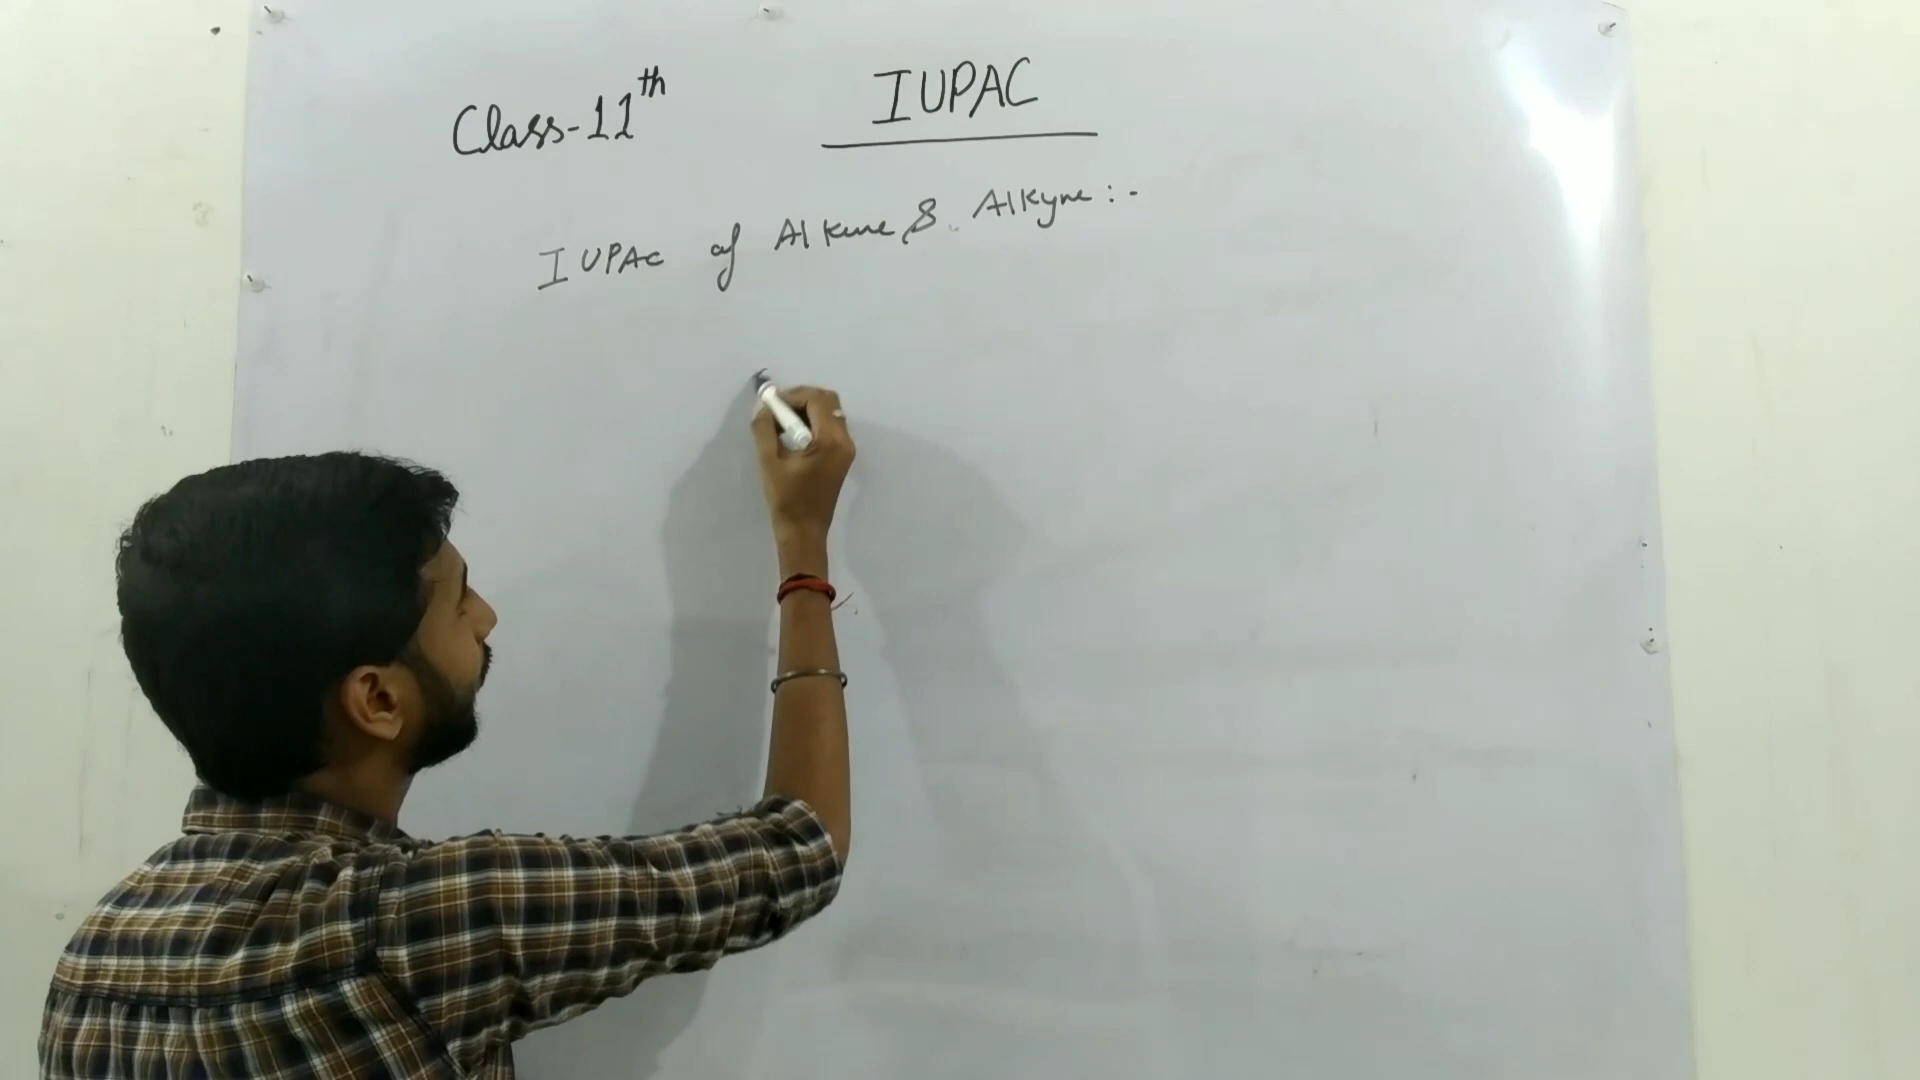 Class-11th
IUPAC
IUPAC of Alkene & Alkyne :-